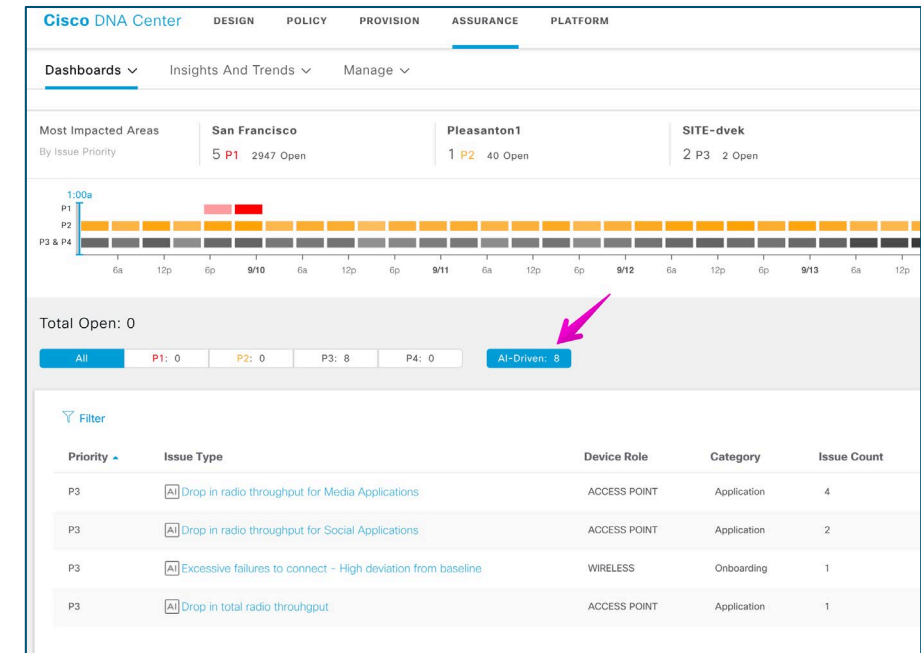 Cisco DNA Center DESIGN POLICY PROVISION ASSURANCE PLATFORM
Dashboards Insights And Trends Manage
Most Impacted Areas San Francisco Pleasanton1 SITE-dvek
By Issue Priority 5 P1 2947 Open 1 P2 40 Open 2 P3 2 Open
1:00a
P1
P2
P3 & P4
6a 12p 6p 9/10 6a 12p 6p 9/11 6a 12p 6p 9/12 6a 12p 6p 9/13 6a 12p
Total Open: 0
All P1: 0 P2: 0 P3: 8 P4: 0 AI-Driven: 8
Filter
Priority Issue Type Device Role Category Issue Count
P3 AI Drop in radio throughput for Media Applications ACCESS POINT Application 4
P3 AI Drop in radio throughput for Social Applications ACCESS POINT Application 2
P3 AI Excessive failures to connect - High deviation from baseline WIRELESS Onboarding 1
P3 AI Drop in total radio throuhgput ACCESS POINT Application 1